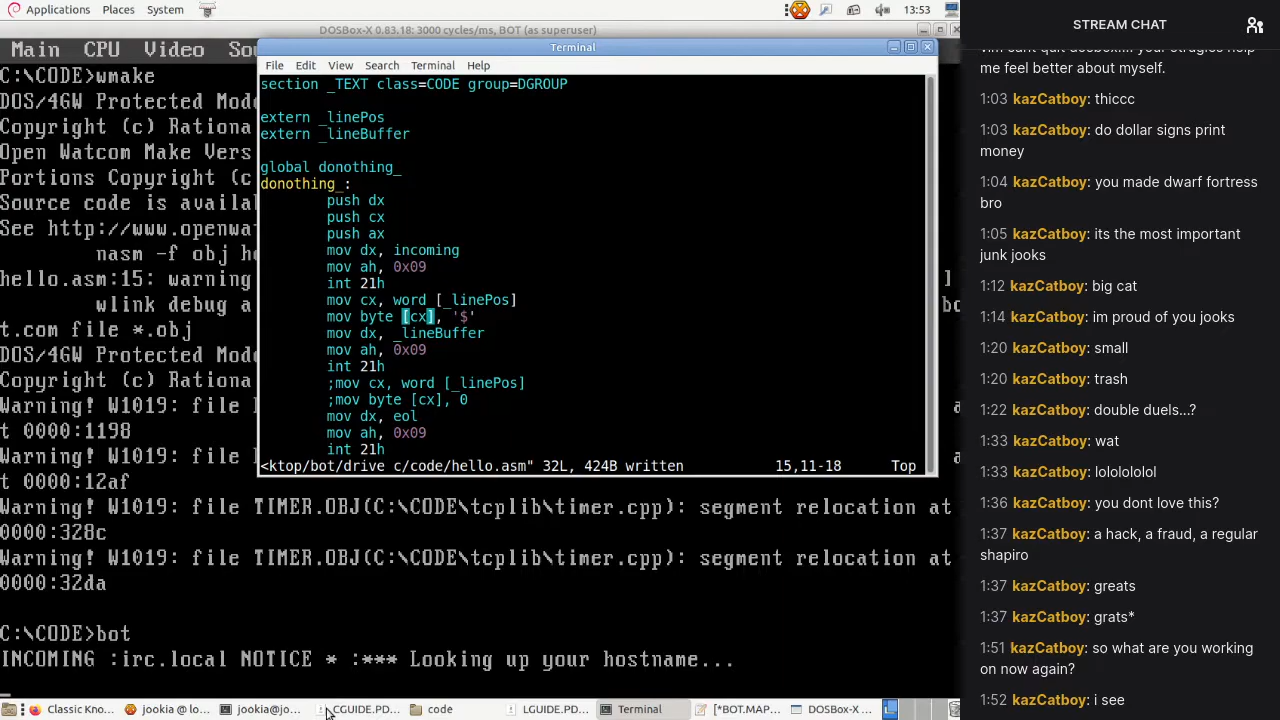 Applications Places System
13:53
DOSBox-X 0.83.18: 3000 cycles/ms, BOT (as superuser)
Main CPU Video
C:\CODE>wmake
DOS/4GW Protected Mod
Copyright (c) Rationa
Open Watcom Make Vers
Portions Copyright (c
Source code is availa
See http://www.openwat
nasm -f obj he
hello.asm:15: warning
wlink debug a
t.com file *.obj
DOS/4GW Protected Mod
Copyright (c) Rationa
Warning! W1019: file
t 0000:1198
Warning! W1019: file
t 0000:12af
Warning! W1019: file TIMER.OBJ(C:\CODE\tcplib\timer.cpp): segment relocation at
0000:328c
Warning! W1019: file TIMER.OBJ(C:\CODE\tcplib\timer.cpp): segment relocation at
0000:32da
C:\CODE>bot
INCOMING :irc.local NOTICE * :*** Looking up your hostname...
Terminal
File Edit View Search Terminal Help
section _TEXT class=CODE group=DGROUP
extern _linePos
extern _lineBuffer
global donothing_
donothing_:
push dx
push cx
push ax
mov dx, incoming
mov ah, 0x09
int 21h
mov cx, word [_linePos]
mov byte [cx], '$'
mov dx, _lineBuffer
mov ah, 0x09
int 21h
;mov cx, word [_linePos]
;mov byte [cx], 0
mov dx, eol
mov ah, 0x09
int 21h
<ktop/bot/drive c/code/hello.asm" 32L, 424B written 15,11-18 Top
Classic Kno...
jookia @ lo...
jookia@jo...
CGUIDE.PD...
code
LGUIDE.PD...
Terminal
[*BOT.MAP...
DOSBox-X ...
STREAM CHAT
me feel better about myself.
1:03 kazCatboy: thiccc
1:03 kazCatboy: do dollar signs print
money
1:04 kazCatboy: you made dwarf fortress
bro
1:05 kazCatboy: its the most important
junk jooks
1:12 kazCatboy: big cat
1:14 kazCatboy: im proud of you jooks
1:20 kazCatboy: small
1:20 kazCatboy: trash
1:22 kazCatboy: double duels...?
1:33 kazCatboy: wat
1:33 kazCatboy: lolololololol
1:36 kazCatboy: you dont love this?
1:37 kazCatboy: a hack, a fraud, a regular
shapiro
1:37 kazCatboy: greats
1:37 kazCatboy: grats*
1:51 kazCatboy: so what are you working
on now again?
1:52 kazCatboy: i see